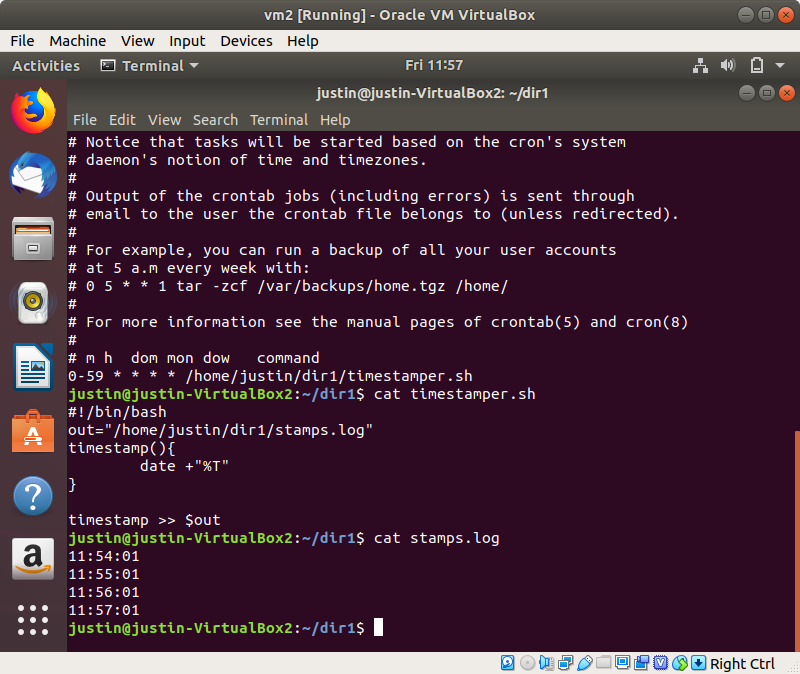 vm2 [Running] - Oracle VM VirtualBox
File Machine View Input Devices Help
Activities Terminal Fri 11:57
justin@justin-VirtualBox2: ~/dir1
File Edit View Search Terminal Help
# Notice that tasks will be started based on the cron's system
# daemon's notion of time and timezones.
#
# Output of the crontab jobs (including errors) is sent through
# email to the user the crontab file belongs to (unless redirected).
#
# For example, you can run a backup of all your user accounts
# at 5 a.m every week with:
# 0 5 * * 1 tar -zcf /var/backups/home.tgz /home/
#
# For more information see the manual pages of crontab(5) and cron(8)
#
# m h  dom mon dow   command
0-59 * * * * /home/justin/dir1/timestamper.sh
justin@justin-VirtualBox2:~/dir1$ cat timestamper.sh
#!/bin/bash
out="/home/justin/dir1/stamps.log"
timestamp(){
        date +"%T"
}

timestamp >> $out
justin@justin-VirtualBox2:~/dir1$ cat stamps.log
11:54:01
11:55:01
11:56:01
11:57:01
justin@justin-VirtualBox2:~/dir1$
Right Ctrl